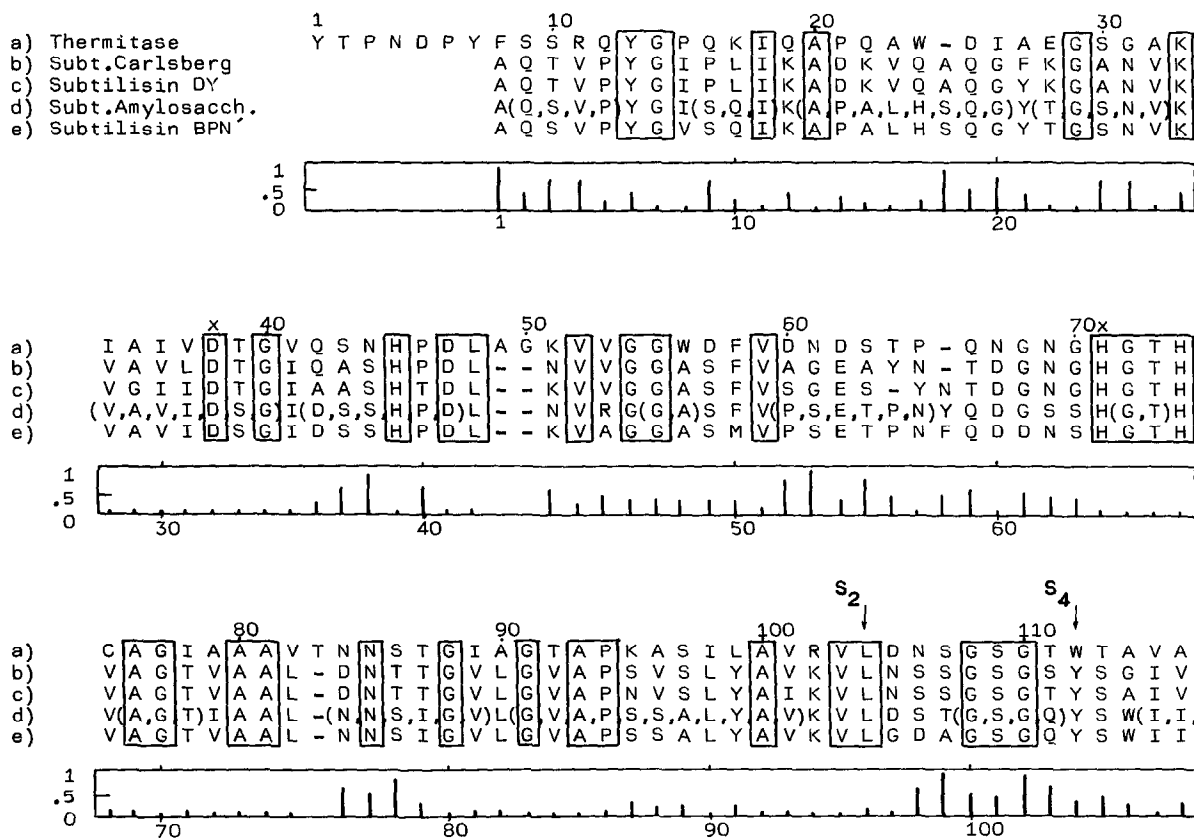 1 10 20 30
a) Thermitase Y T P N D P Y F S S R Q Y G P Q K I Q A P Q A W - D I A E G S G A K
b) Subt.Carlsberg A Q T V P Y G I P L I K A D K V Q A Q G F K G A N V K
c) Subtilisin DY A Q T V P Y G I P L I K A D K V Q A Q G Y K G A N V K
d) Subt.Amylosacch. A(Q,S,V,P)Y G I(S,Q,I)K(A,P,A,L,H,S,Q,G)Y(T,G,S,N,V)K
e) Subtilisin BPN´ A Q S V P Y G V S Q I K A P A L H S Q G Y T G S N V K
1
.5
0
1 10 20
x 40 50 60 70x
a) I A I V D T G V Q S N H P D L A G K V V G G W D F V D N D S T P - Q N G N G H G T H
b) V A V L D T G I Q A S H P D L - - N V V G G A S F V A G E A Y N - T D G N G H G T H
c) V G I I D T G I A A S H T D L - - K V V G G A S F V S G E S - Y N T D G N G H G T H
d) (V,A,V,I,D,S,G)I(D,S,S,H,P,D)L - - N V R G(G,A)S F V(P,S,E,T,P,N)Y Q D G S S H(G,T)H
e) V A V I D S G I D S S H P D L - - K V A G G A S M V P S E T P N F Q D D N S H G T H
1
.5
0
30 40 50 60
S2 S4
80 90 100 110
a) C A G I A A A V T N N S T G I A G T A P K A S I L A V R V L D N S G S G T W T A V A
b) V A G T V A A L - D N T T G V L G V A P S V S L Y A V K V L N S S G S G S Y S G I V
c) V A G T V A A L - D N T T G V L G V A P N V S L Y A I K V L N S S G S G T Y S A I V
d) V(A,G,T)I A A L - (N,N,S,I,G,V)L(G,V,A,P,S,S,A,L,Y,A,V)K V L D S T(G,S,G,Q)Y S W(I,I,
e) V A G T V A A L - N N S I G V L G V A P S S A L Y A V K V L G D A G S G Q Y S W I I
1
.5
0
70 80 90 100